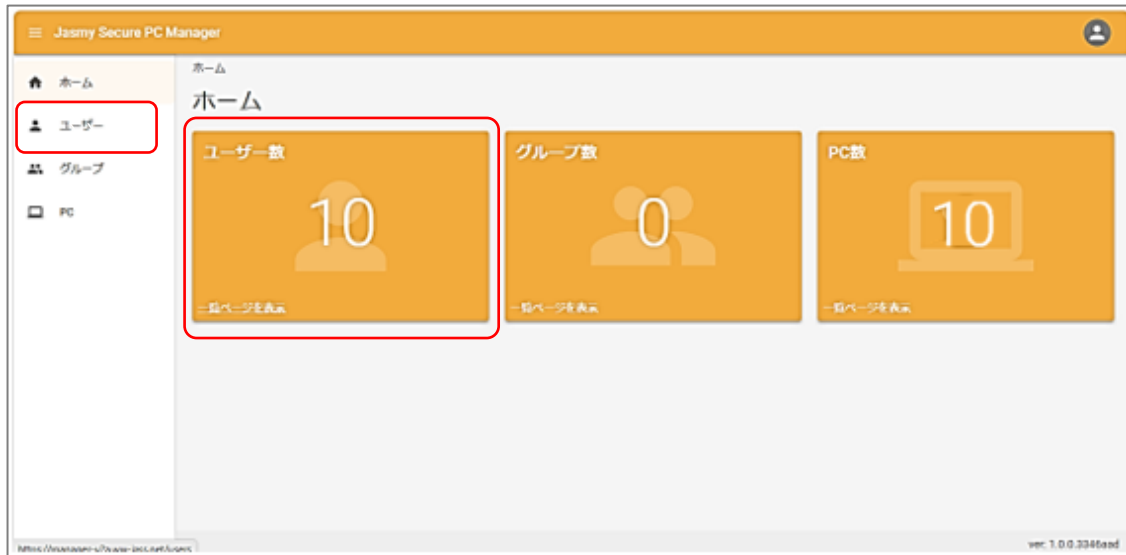 Jasmy Secure PC Manager
ホーム
ユーザー
グループ
PC
ホーム
ホーム
ユーザー数
10
一覧ページを表示
グループ数
0
一覧ページを表示
PC数
10
一覧ページを表示
ver. 1.0.0.3346aad